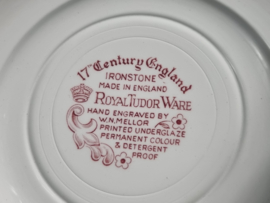 17th Century England
IRONSTONE
MADE IN ENGLAND
ROYAL TUDOR WARE
HAND ENGRAVED BY
W.N. MELLOR
PRINTED UNDERGLAZE
PERMANENT COLOUR
& DETERGENT
PROOF